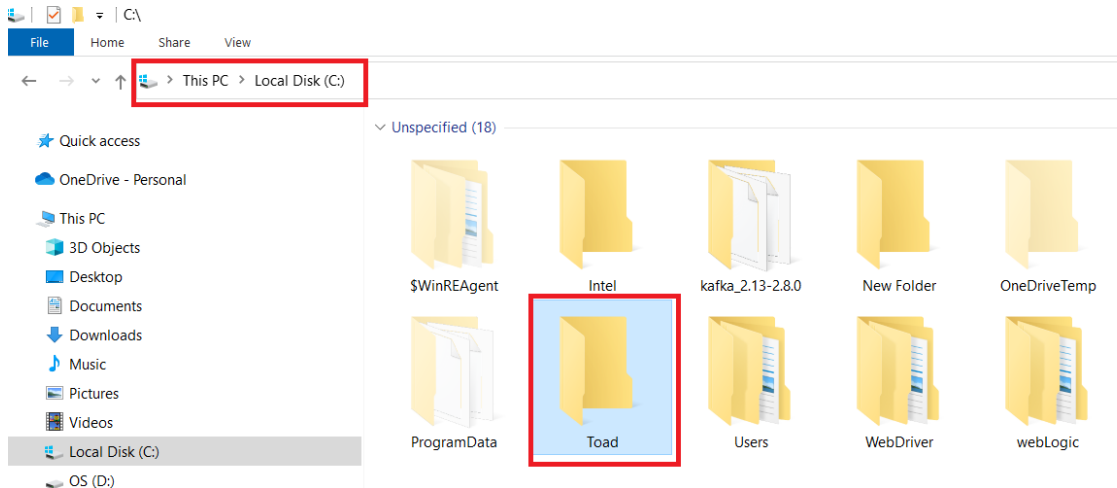 C:\
File Home Share View
This PC > Local Disk (C:)
Quick access
OneDrive - Personal
This PC
3D Objects
Desktop
Documents
Downloads
Music
Pictures
Videos
Local Disk (C:)
OS (D:)
Unspecified (18)
$WinREAgent Intel kafka_2.13-2.8.0 New Folder OneDriveTemp
ProgramData Toad Users WebDriver webLogic